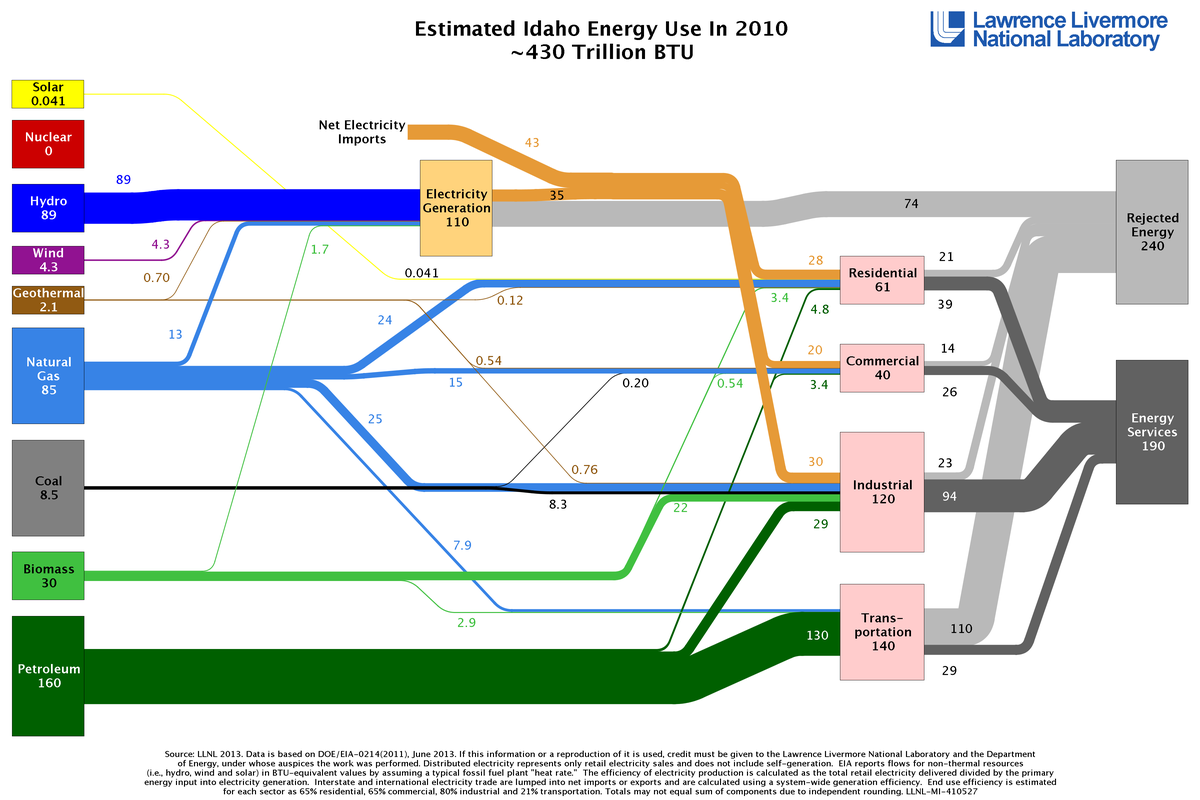 Estimated Idaho Energy Use In 2010
~430 Trillion BTU
Lawrence Livermore
National Laboratory
Solar
0.041
Nuclear
0
Hydro
89
Wind
4.3
Geothermal
2.1
Natural
Gas
85
Coal
8.5
Biomass
30
Petroleum
160
89
4.3
0.70
13
1.7
Net Electricity
Imports
43
Electricity
Generation
110
35
74
0.041
0.12
24
0.54
15
0.20
25
0.76
8.3
7.9
2.9
22
3.4
0.54
4.8
3.4
29
130
28
20
30
Residential
61
Commercial
40
Industrial
120
Trans-
portation
140
21
39
14
26
23
94
110
29
Rejected
Energy
240
Energy
Services
190
Source: LLNL 2013. Data is based on DOE/EIA-0214(2011), June 2013. If this information or a reproduction of it is used, credit must be given to the Lawrence Livermore National Laboratory and the Department
of Energy, under whose auspices the work was performed. Distributed electricity represents only retail electricity sales and does not include self-generation. EIA reports flows for non-thermal resources
(i.e., hydro, wind and solar) in BTU-equivalent values by assuming a typical fossil fuel plant "heat rate." The efficiency of electricity production is calculated as the total retail electricity delivered divided by the primary
energy input into electricity generation. Interstate and international electricity trade are lumped into net imports or exports and are calculated using a system-wide generation efficiency. End use efficiency is estimated
for each sector as 65% residential, 65% commercial, 80% industrial and 21% transportation. Totals may not equal sum of components due to independent rounding. LLNL-MI-410527